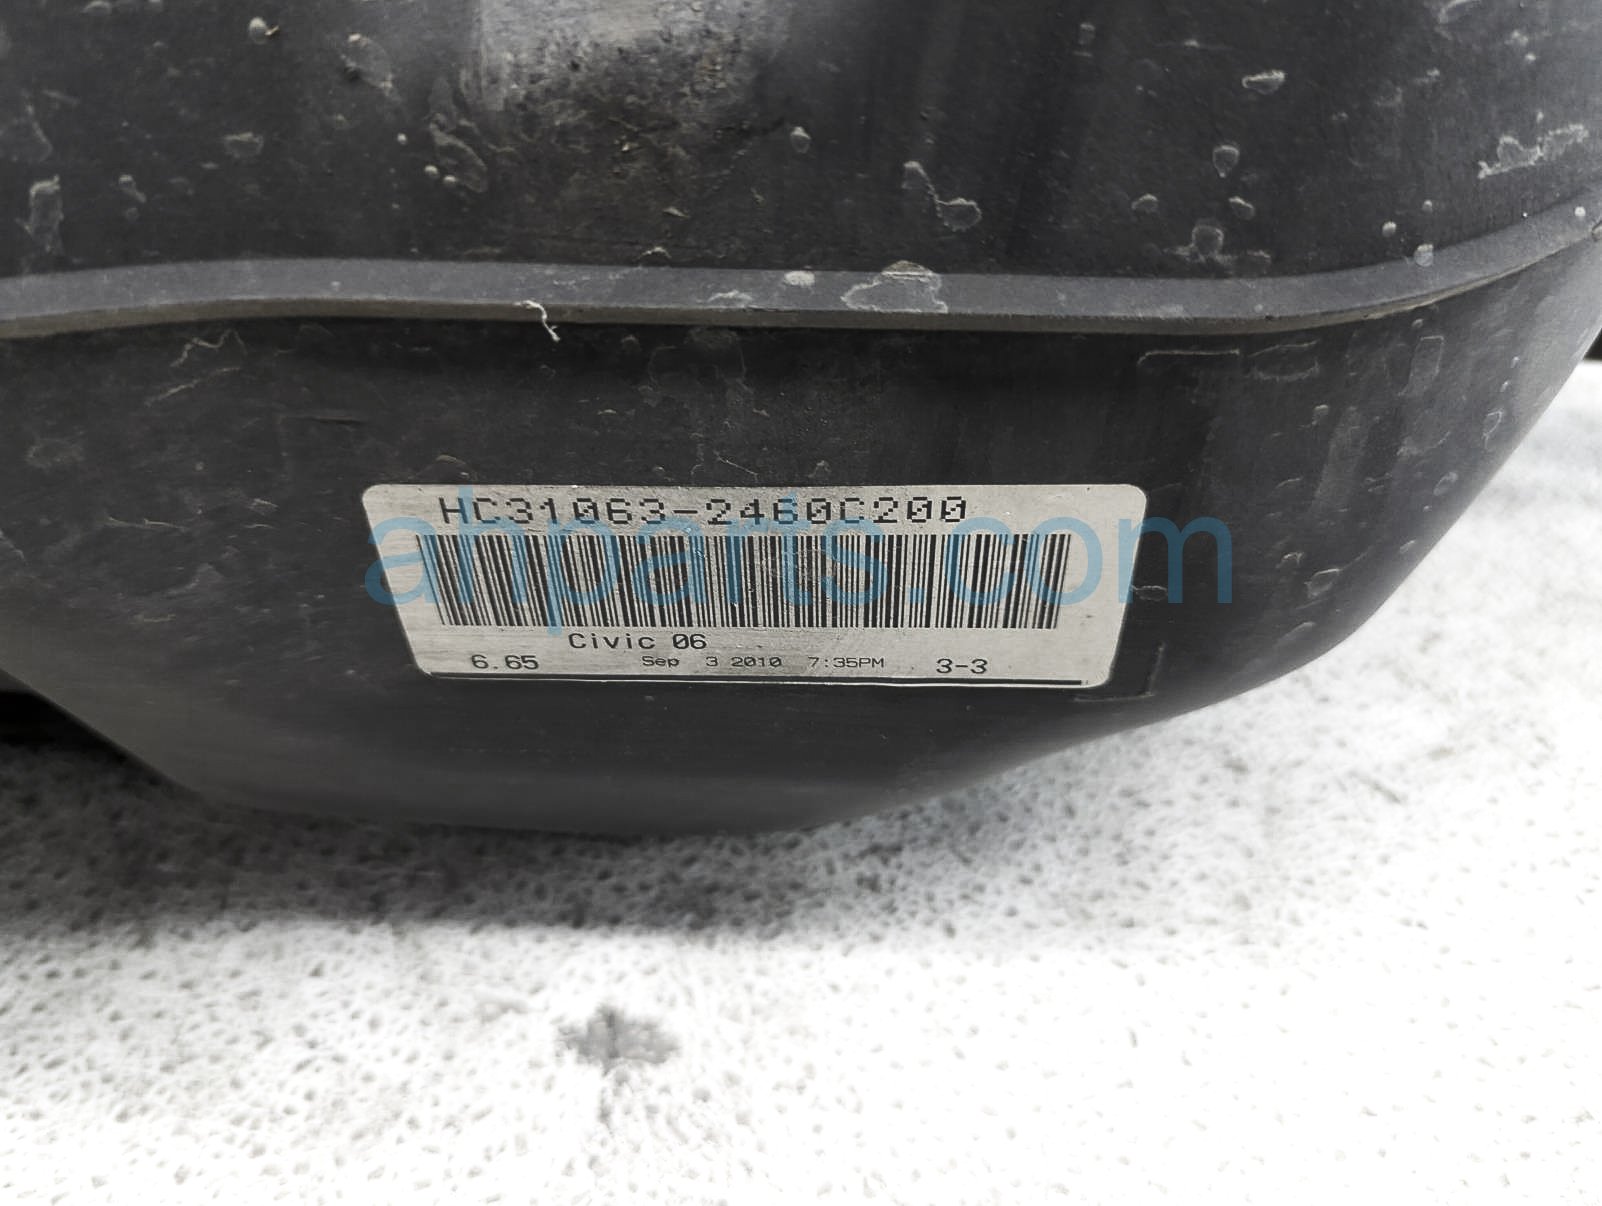 HC31063-2460C200
ahparts.com
Civic 06
6.65 Sep 3 2010 7:35PM 3-3